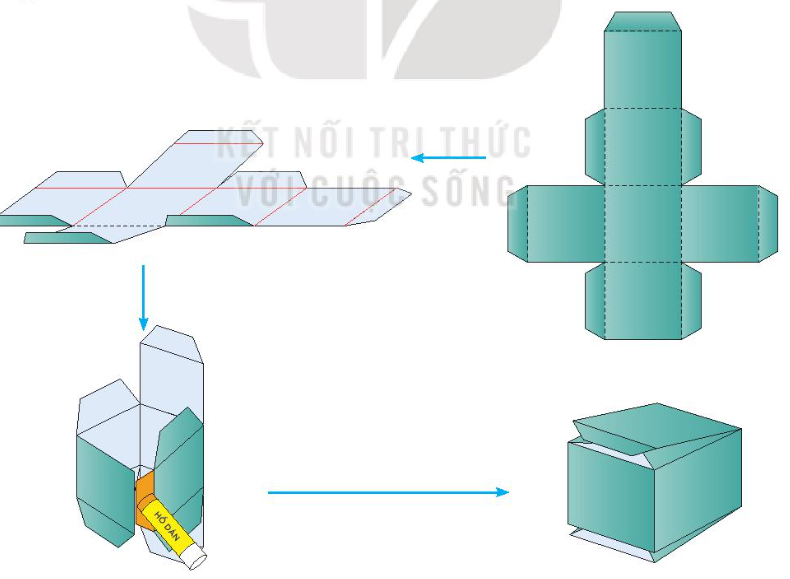 KẾT NỐI TRI THỨC
VỚI CUỘC SỐNG
HỒ DÁN